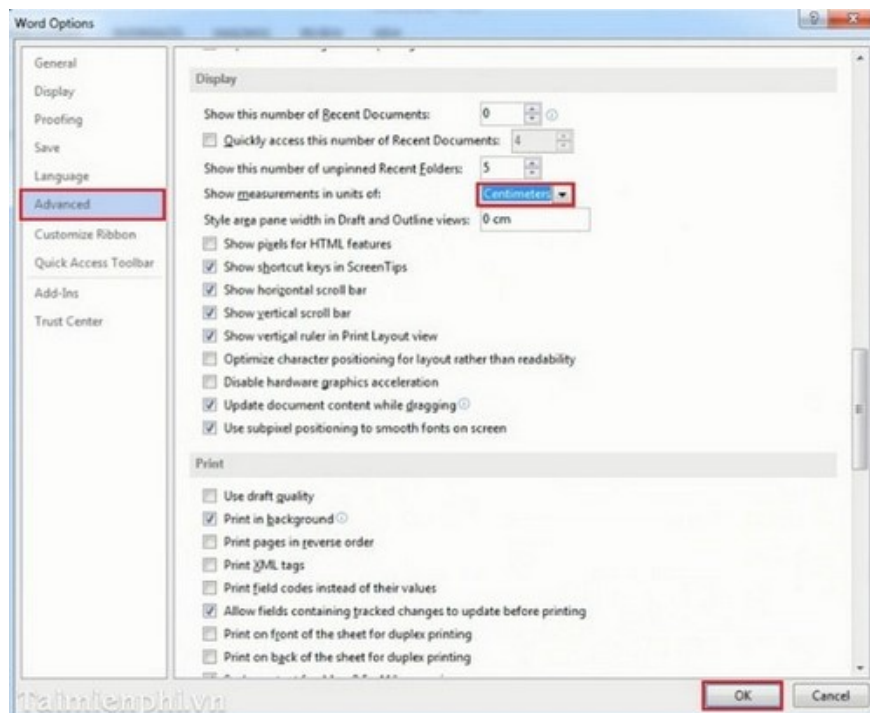 Word Options
General
Display
Proofing
Save
Language
Advanced
Customize Ribbon
Quick Access Toolbar
Add-Ins
Trust Center
Display
Show this number of Recent Documents: 0
Quickly access this number of Recent Documents: 4
Show this number of unpinned Recent Folders: 5
Show measurements in units of: Centimeters
Style area pane width in Draft and Outline views: 0 cm
Show pixels for HTML features
Show shortcut keys in ScreenTips
Show horizontal scroll bar
Show vertical scroll bar
Show vertical ruler in Print Layout view
Optimize character positioning for layout rather than readability
Disable hardware graphics acceleration
Update document content while dragging
Use subpixel positioning to smooth fonts on screen
Print
Use draft quality
Print in background
Print pages in reverse order
Print XML tags
Print field codes instead of their values
Allow fields containing tracked changes to update before printing
Print on front of the sheet for duplex printing
Print on back of the sheet for duplex printing
OK Cancel
Taimienphi.vn